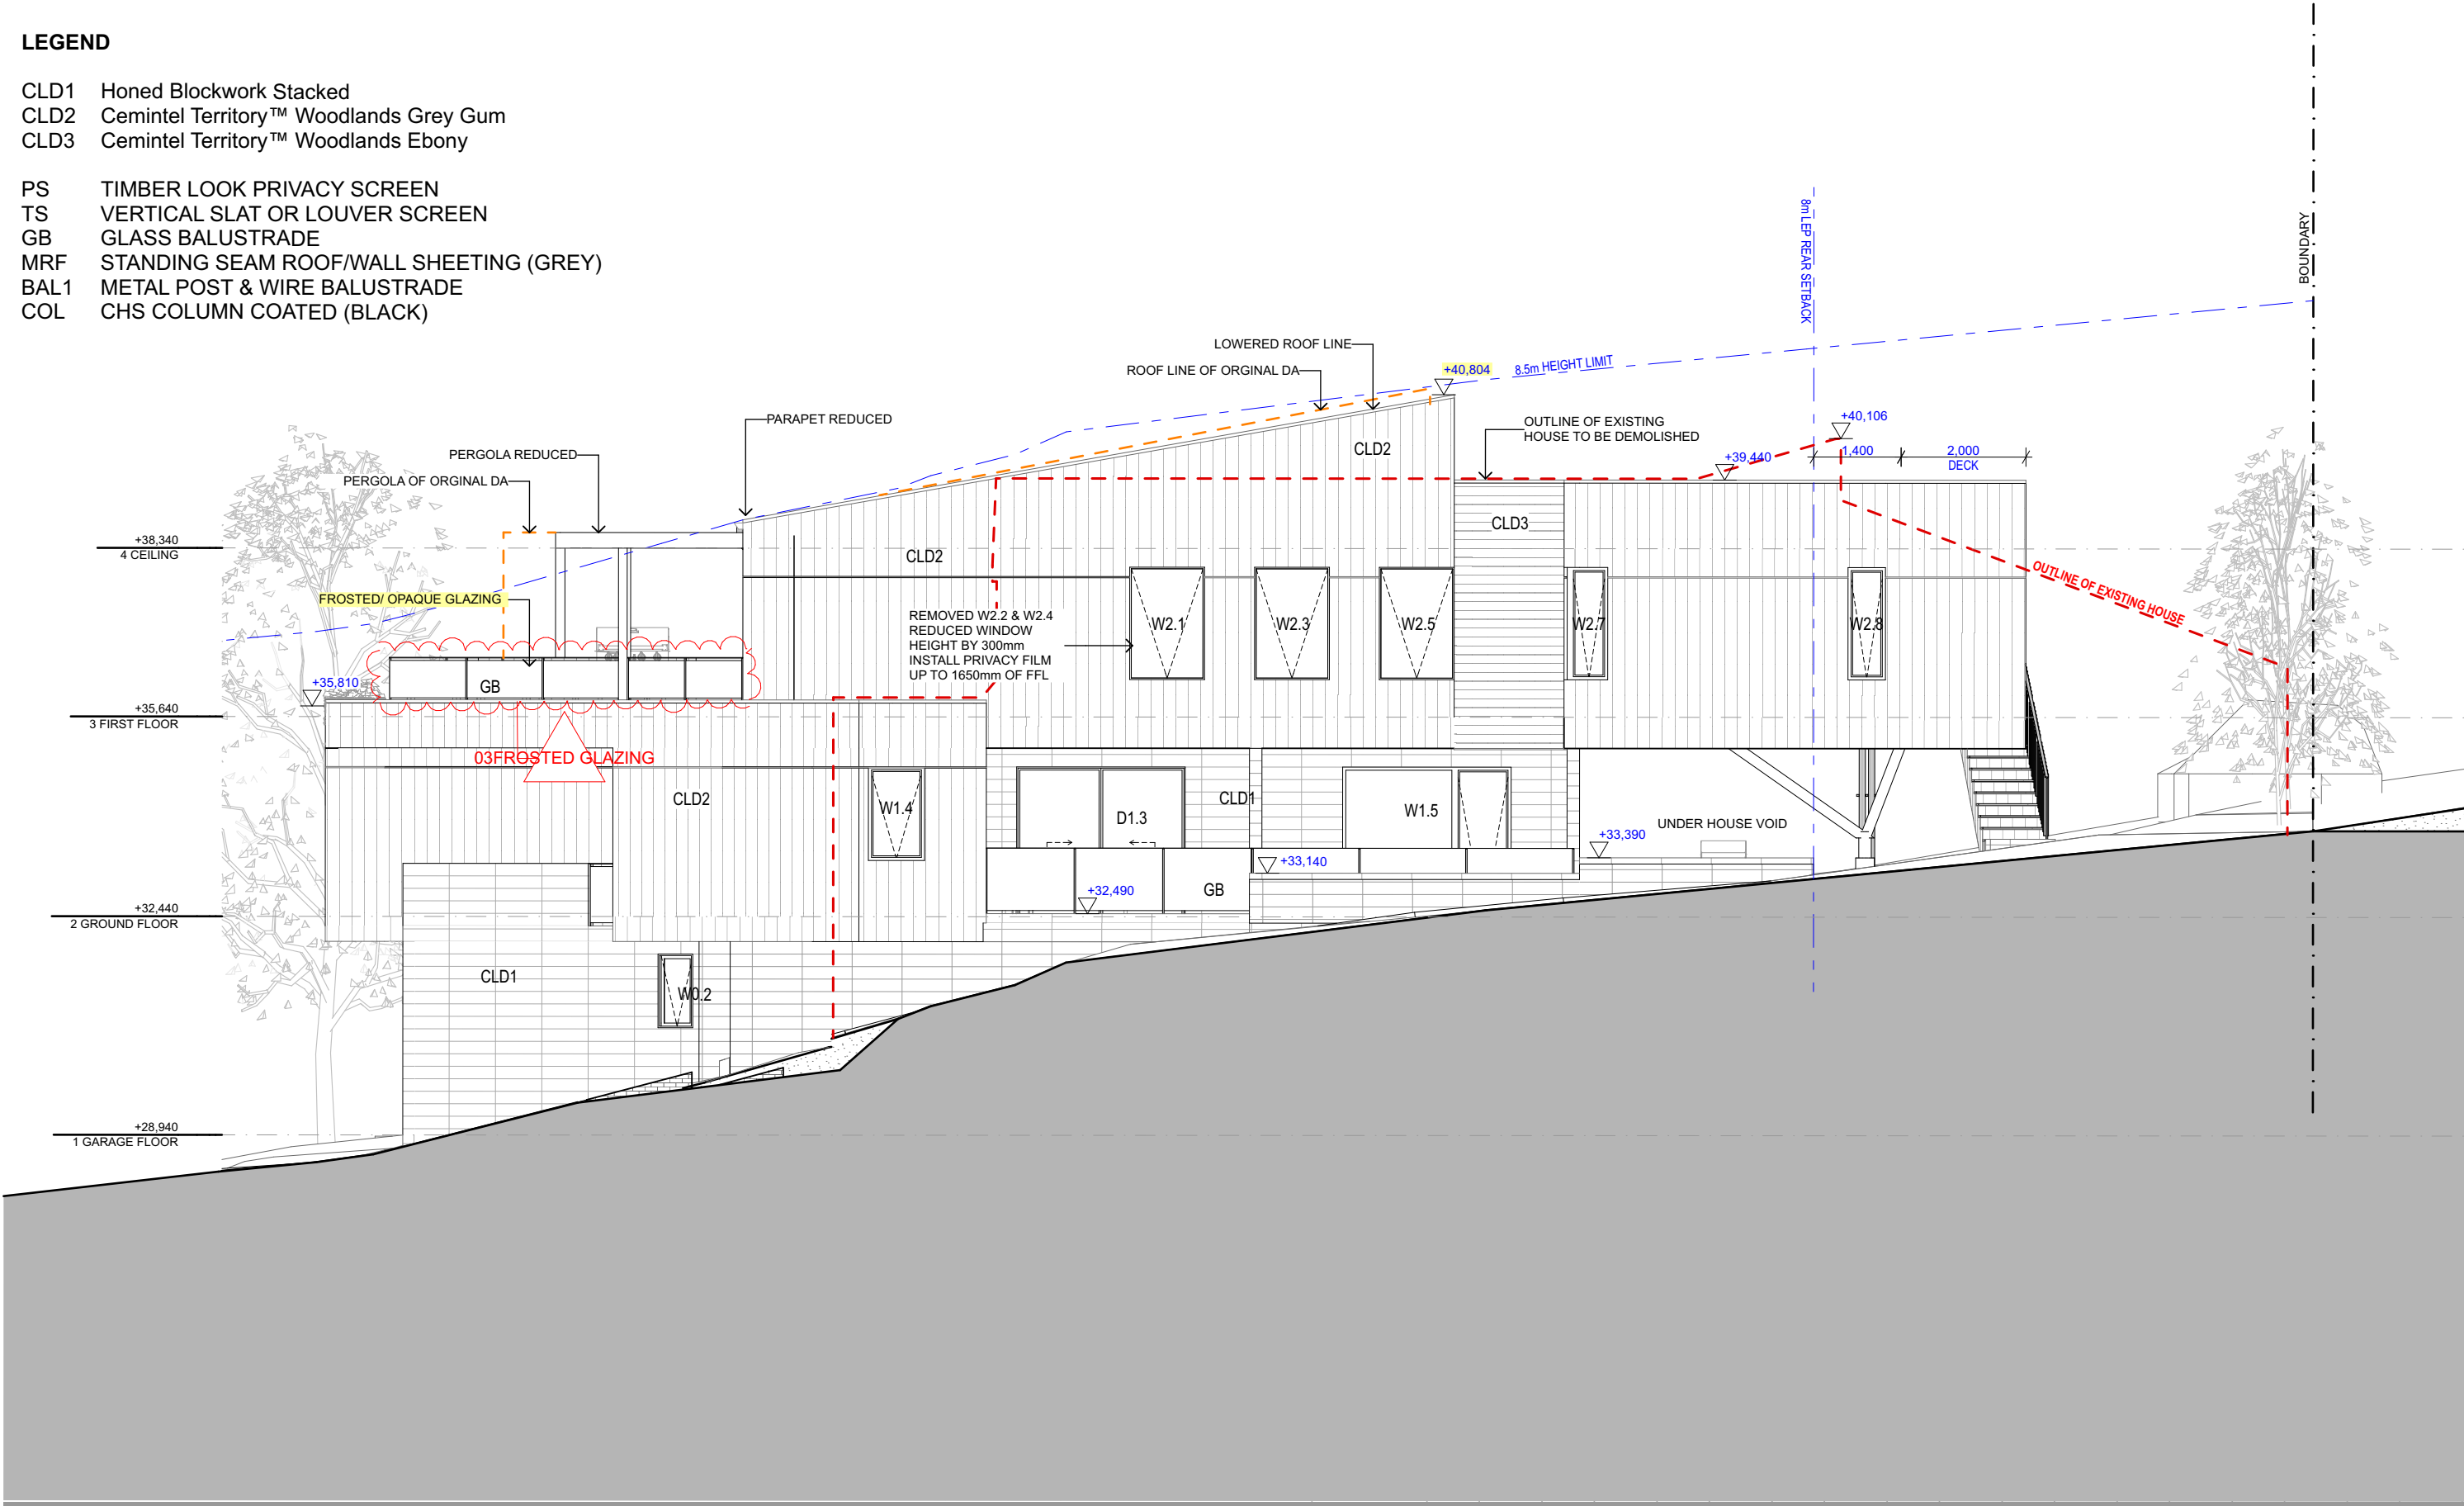 LEGEND
CLD1 Honed Blockwork Stacked
CLD2 Cemintel Territory™ Woodlands Grey Gum
CLD3 Cemintel Territory™ Woodlands Ebony
PS TIMBER LOOK PRIVACY SCREEN
TS VERTICAL SLAT OR LOUVER SCREEN
GB GLASS BALUSTRADE
MRF STANDING SEAM ROOF/WALL SHEETING (GREY)
BAL1 METAL POST & WIRE BALUSTRADE
COL CHS COLUMN COATED (BLACK)
8m LEP REAR SETBACK
BOUNDARY
LOWERED ROOF LINE
ROOF LINE OF ORGINAL DA
+40,804
8.5m HEIGHT LIMIT
PARAPET REDUCED
OUTLINE OF EXISTING
HOUSE TO BE DEMOLISHED
+40,106
1,400
2,000
DECK
+39,440
CLD2
PERGOLA REDUCED
PERGOLA OF ORGINAL DA
CLD3
+38,340
4 CEILING
CLD2
OUTLINE OF EXISTING HOUSE
FROSTED/ OPAQUE GLAZING
REMOVED W2.2 & W2.4
REDUCED WINDOW
HEIGHT BY 300mm
INSTALL PRIVACY FILM
UP TO 1650mm OF FFL
W2.1
W2.3
W2.5
W2.7
W2.8
+35,810
GB
+35,640
3 FIRST FLOOR
03FROSTED GLAZING
CLD2
W1.4
D1.3
CLD1
W1.5
UNDER HOUSE VOID
+33,390
+33,140
+32,490
GB
+32,440
2 GROUND FLOOR
CLD1
W0.2
+28,940
1 GARAGE FLOOR